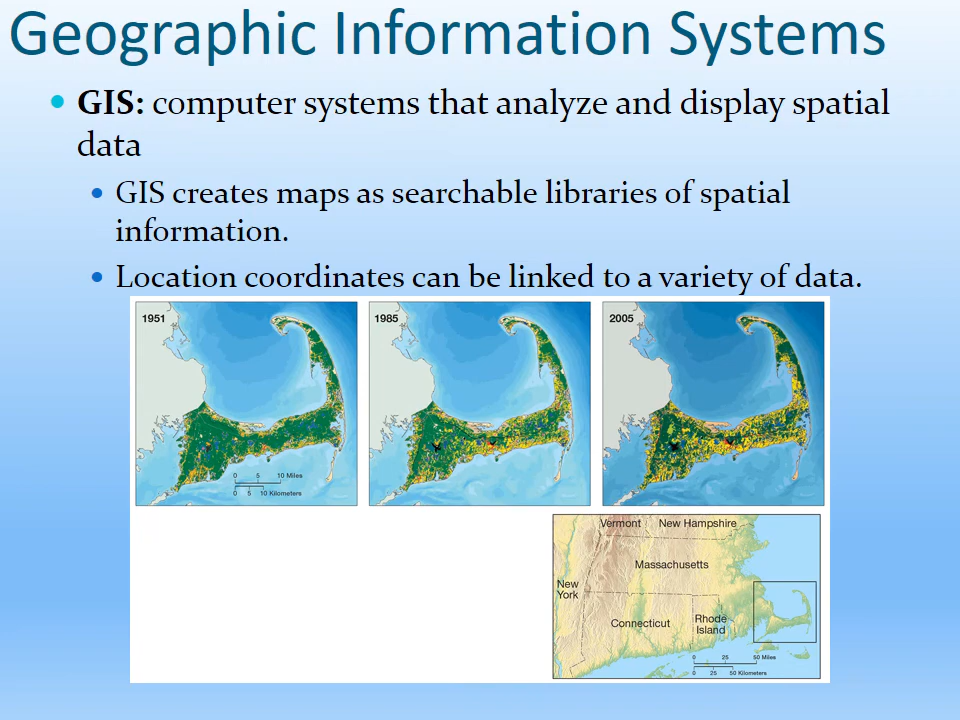 Geographic Information Systems
• GIS: computer systems that analyze and display spatial
data
• GIS creates maps as searchable libraries of spatial
information.
• Location coordinates can be linked to a variety of data.
1951
0 5 10 Miles
0 5 10 Kilometers
1985
2005
Vermont New Hampshire
Massachusetts
New
York
Connecticut
Rhode
Island
0 25 50 Miles
0 25 50 Kilometers